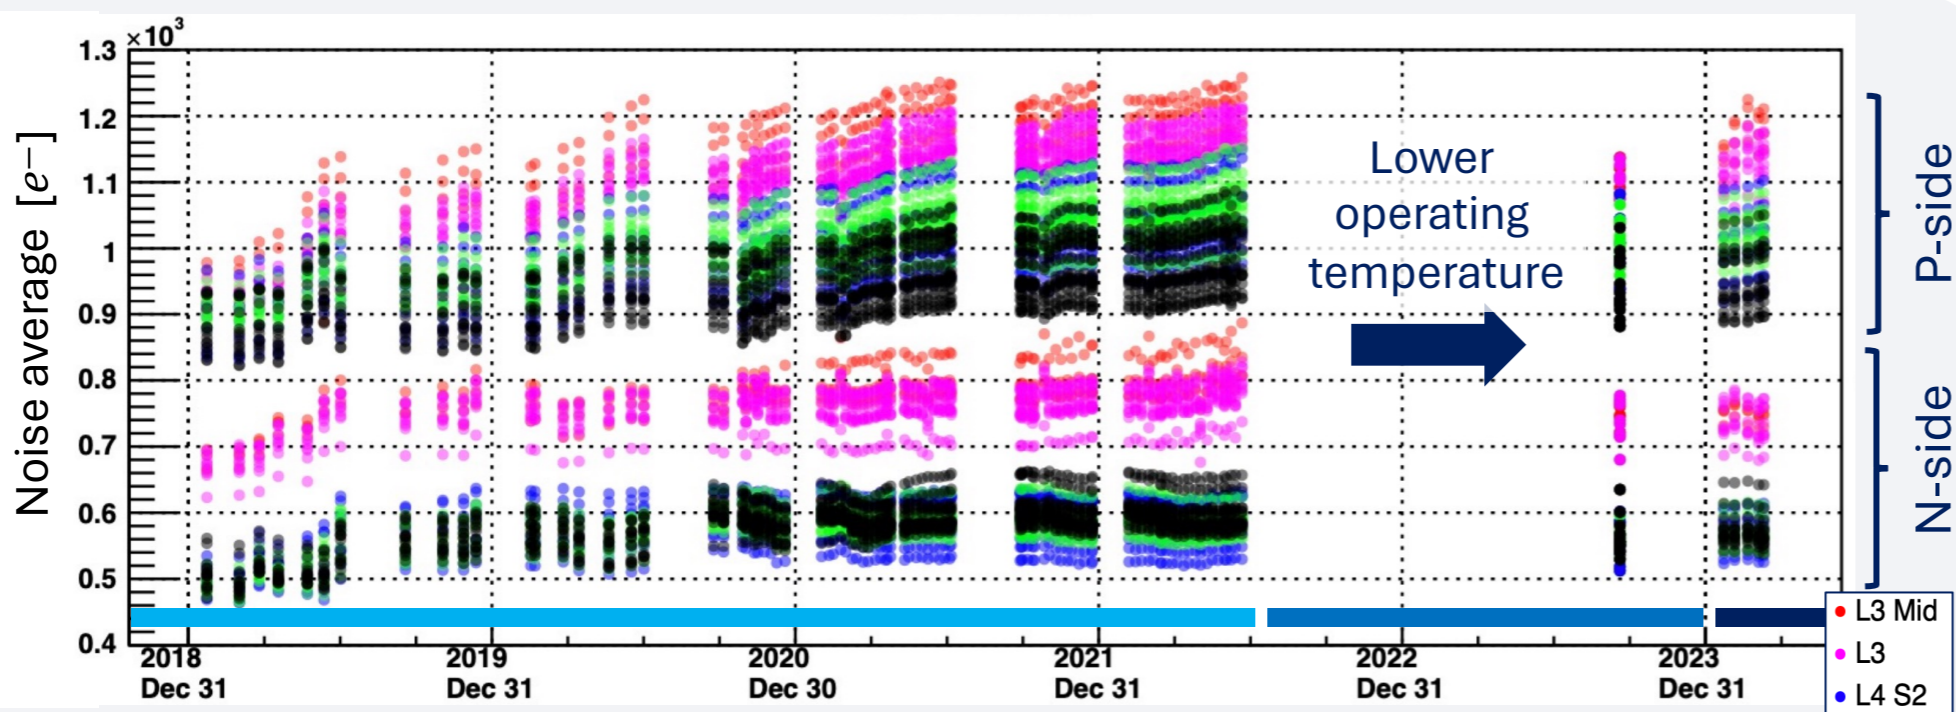 ×10³
1.3
1.2
1.1
1
0.9
0.8
0.7
0.6
0.5
0.4
Noise average [e−]
2018
Dec 31
2019
Dec 31
2020
Dec 30
2021
Dec 31
2022
Dec 31
2023
Dec 31
Lower
operating
temperature
P-side
N-side
L3 Mid
L3
L4 S2